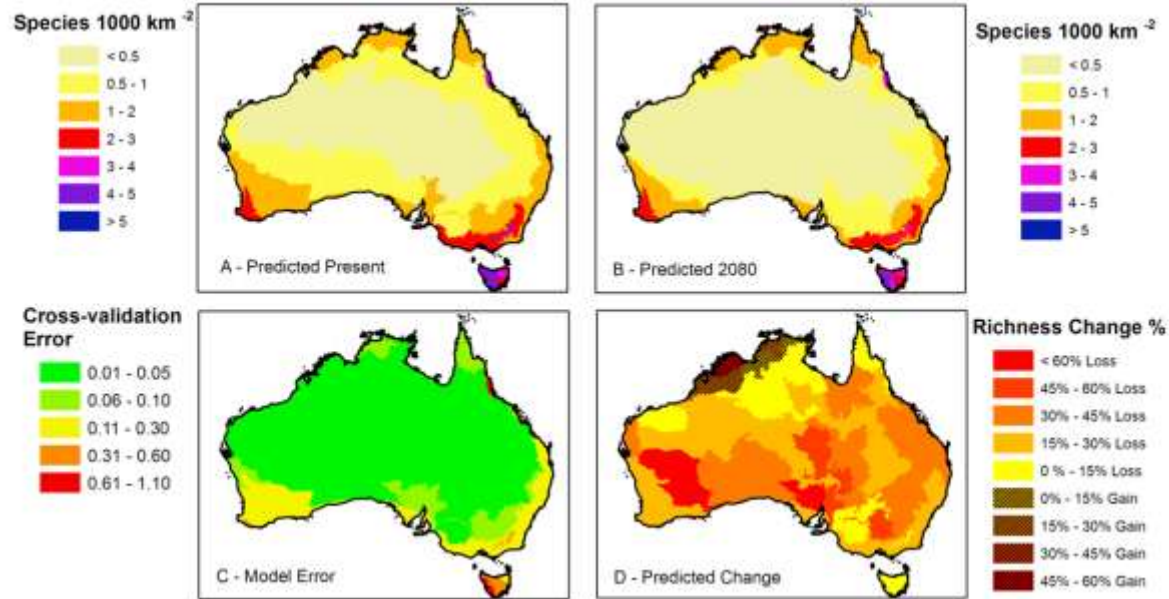 Species 1000 km -2
< 0.5
0.5 - 1
1 - 2
2 - 3
3 - 4
4 - 5
> 5
A - Predicted Present
B - Predicted 2080
Species 1000 km -2
< 0.5
0.5 - 1
1 - 2
2 - 3
3 - 4
4 - 5
> 5
Cross-validation
Error
0.01 - 0.05
0.06 - 0.10
0.11 - 0.30
0.31 - 0.60
0.61 - 1.10
C - Model Error
D - Predicted Change
Richness Change %
< 60% Loss
45% - 60% Loss
30% - 45% Loss
15% - 30% Loss
0 % - 15% Loss
0% - 15% Gain
15% - 30% Gain
30% - 45% Gain
45% - 60% Gain